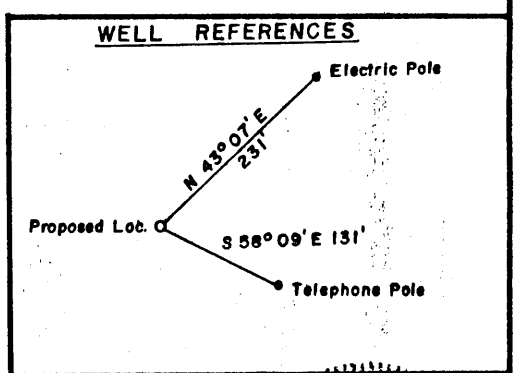 WELL REFERENCES
Electric Pole
N 43° 07' E
231'
Proposed Loc.
S 58° 09' E 131'
Telephone Pole